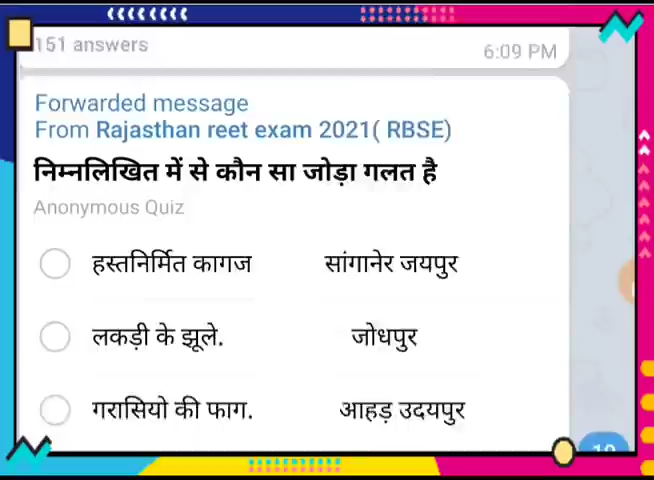 151 answers
6:09 PM
Forwarded message
From Rajasthan reet exam 2021( RBSE)
निम्नलिखित में से कौन सा जोड़ा गलत है
Anonymous Quiz
हस्तनिर्मित कागज सांगानेर जयपुर
लकड़ी के झूले. जोधपुर
गरासियो की फाग. आहड़ उदयपुर